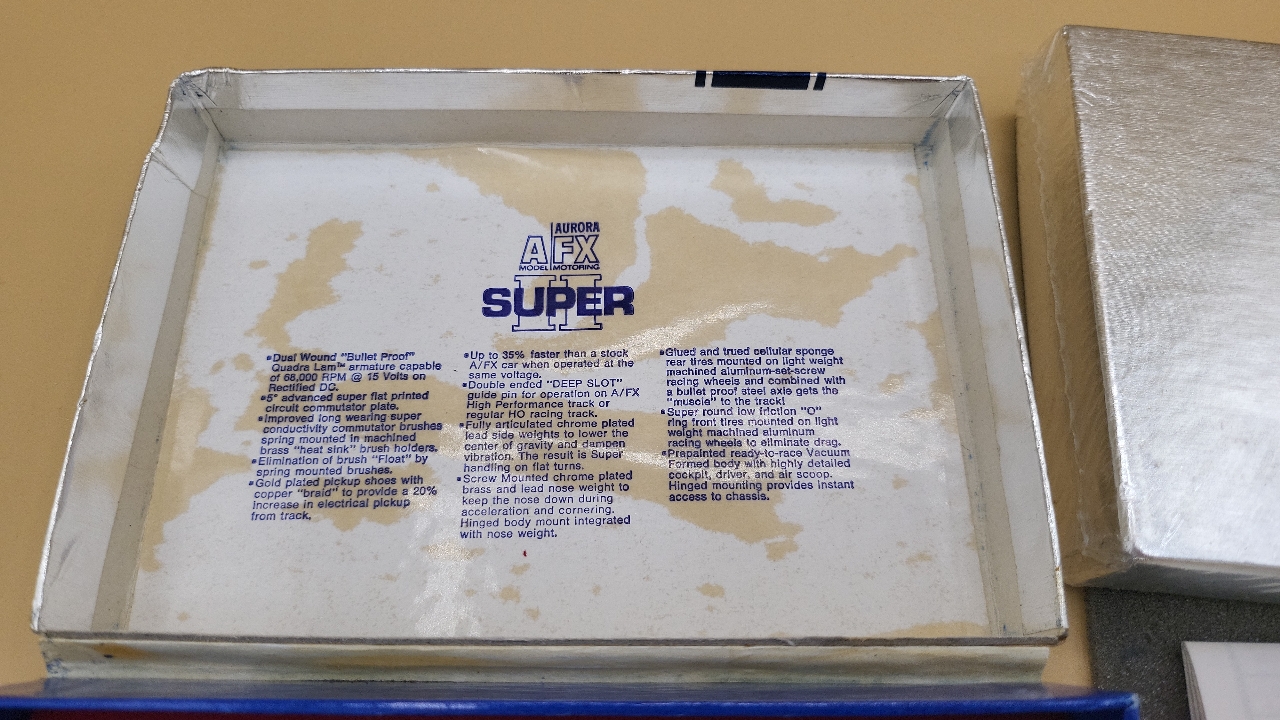 AURORA
AFX
MODEL MOTORING
SUPER
II
•Dual Wound "Bullet Proof"
Quadra Lam™ armature capable
of 68,000 RPM @ 15 Volts on
Rectified DC.
•5° advanced super flat printed
circuit commutator plate.
•Improved long wearing super
conductivity commutator brushes
spring mounted in machined
brass "heat sink" brush holders.
•Elimination of brush "Float" by
spring mounted brushes.
•Gold plated pickup shoes with
copper "braid" to provide a 20%
increase in electrical pickup
from track.
•Up to 35% faster than a stock
A/FX car when operated at the
same voltage.
•Double ended "DEEP SLOT"
guide pin for operation on A/FX
High Performance track or
regular HO racing track.
•Fully articulated chrome plated
lead side weights to lower the
center of gravity and dampen
vibration. The result is Super
handling on flat turns.
•Screw Mounted chrome plated
brass and lead nose weight to
keep the nose down during
acceleration and cornering.
Hinged body mount integrated
with nose weight.
•Glued and trued cellular sponge
rear tires mounted on light weight
machined aluminum-set-screw
racing wheels and combined with
a bullet proof steel axle gets the
"muscle" to the track.
•Super round low friction "O"
ring front tires mounted on light
weight machined aluminum
racing wheels to eliminate drag.
•Prepainted ready-to-race Vacuum
Formed body with highly detailed
cockpit, driver, and air scoop.
Hinged mounting provides instant
access to chassis.